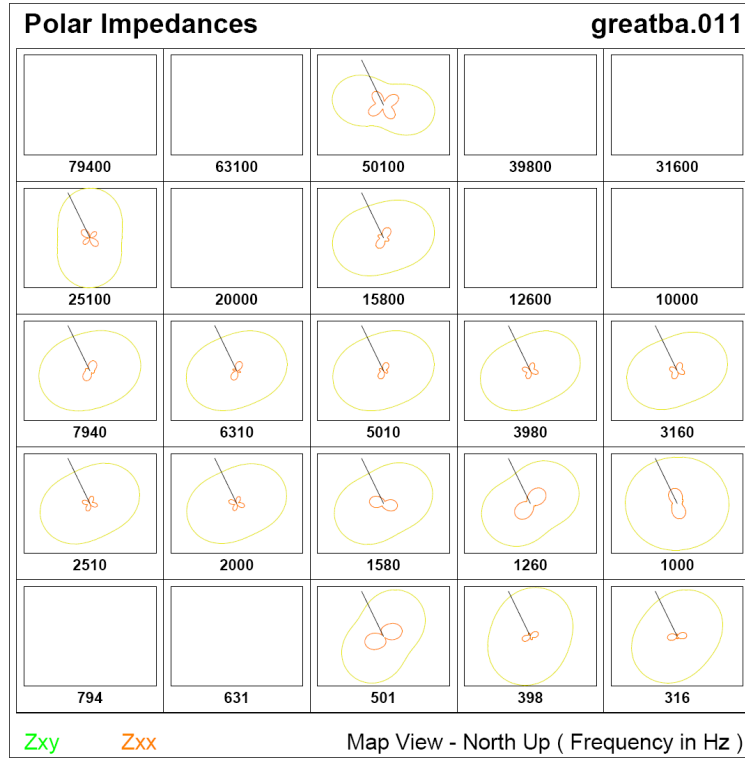 Polar Impedances greatba.011
79400 63100 50100 39800 31600
25100 20000 15800 12600 10000
7940 6310 5010 3980 3160
2510 2000 1580 1260 1000
794 631 501 398 316
Zxy Zxx Map View - North Up ( Frequency in Hz )